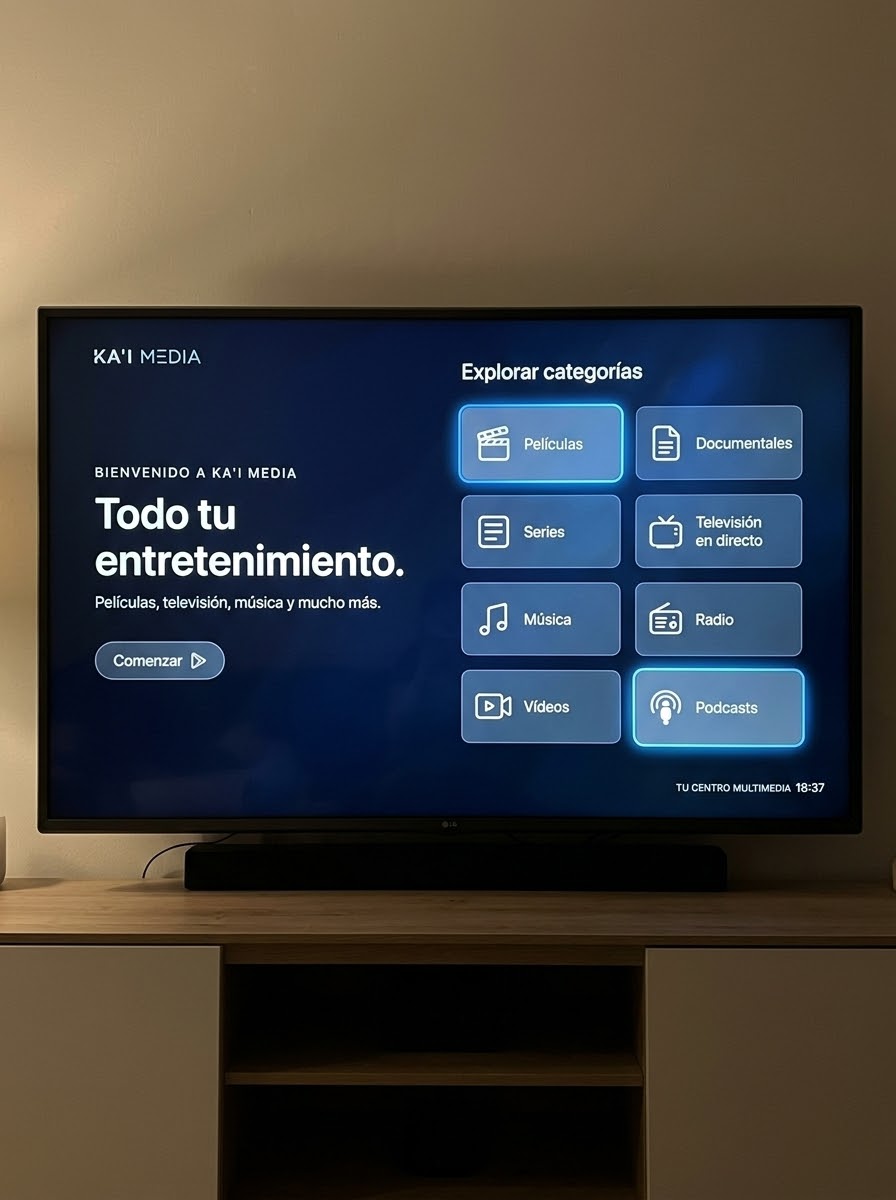 KA'I MEDIA
BIENVENIDO A KA'I MEDIA
Todo tu
entretenimiento.
Películas, televisión, música y mucho más.
Comenzar
Explorar categorías
Películas
Documentales
Series
Televisión
en directo
Música
Radio
Vídeos
Podcasts
TU CENTRO MULTIMEDIA 18:37
LG